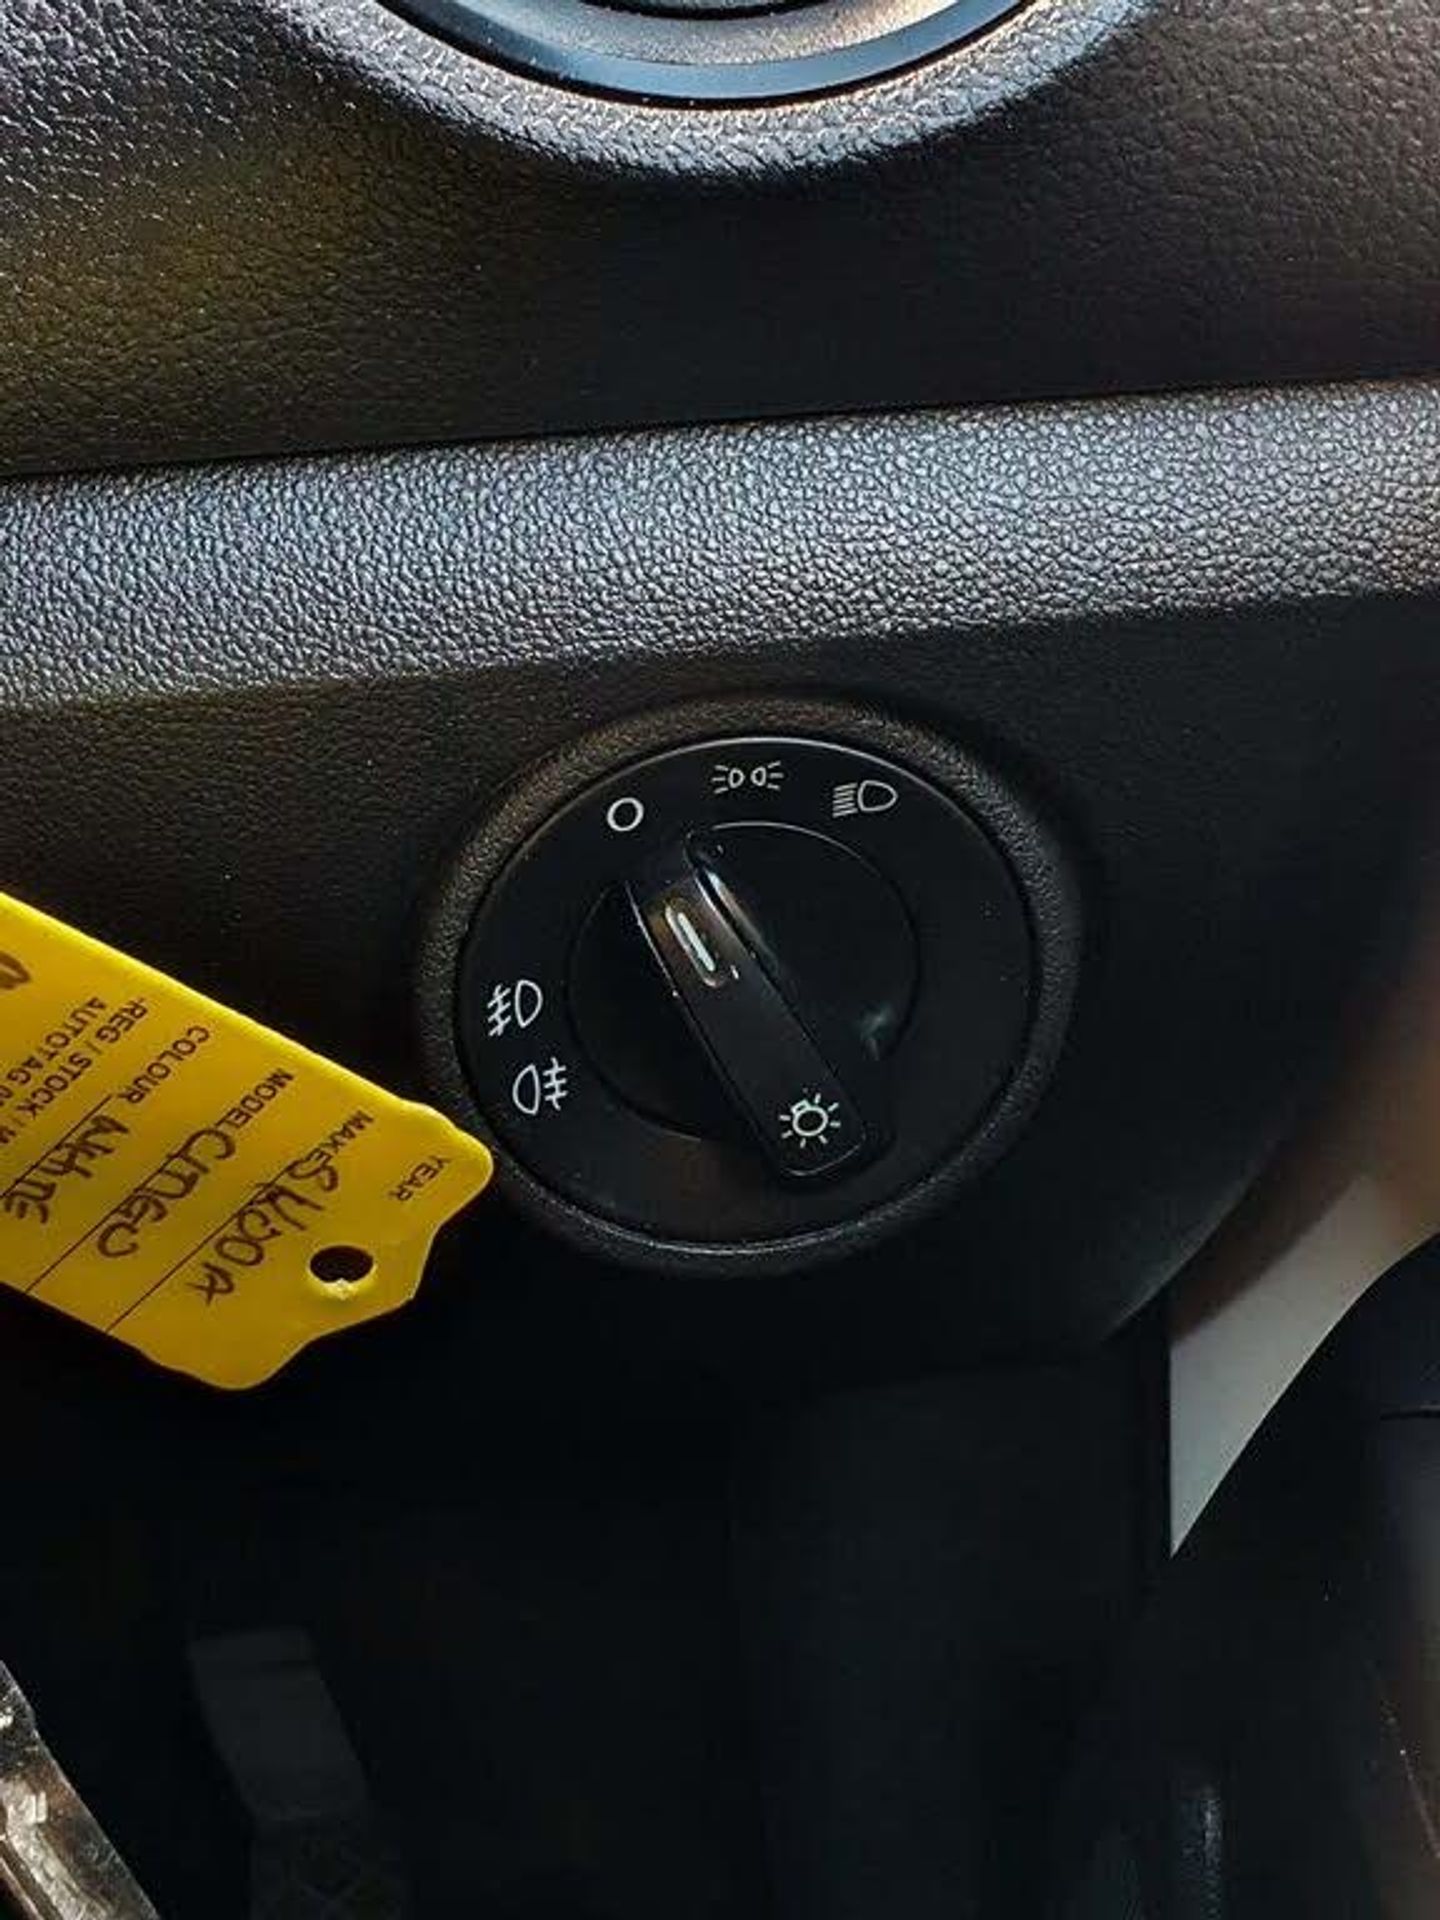 YEAR
MAKE SKODA
MODEL CITIGO
COLOUR White
REG / STOCK /
AUTOTAG